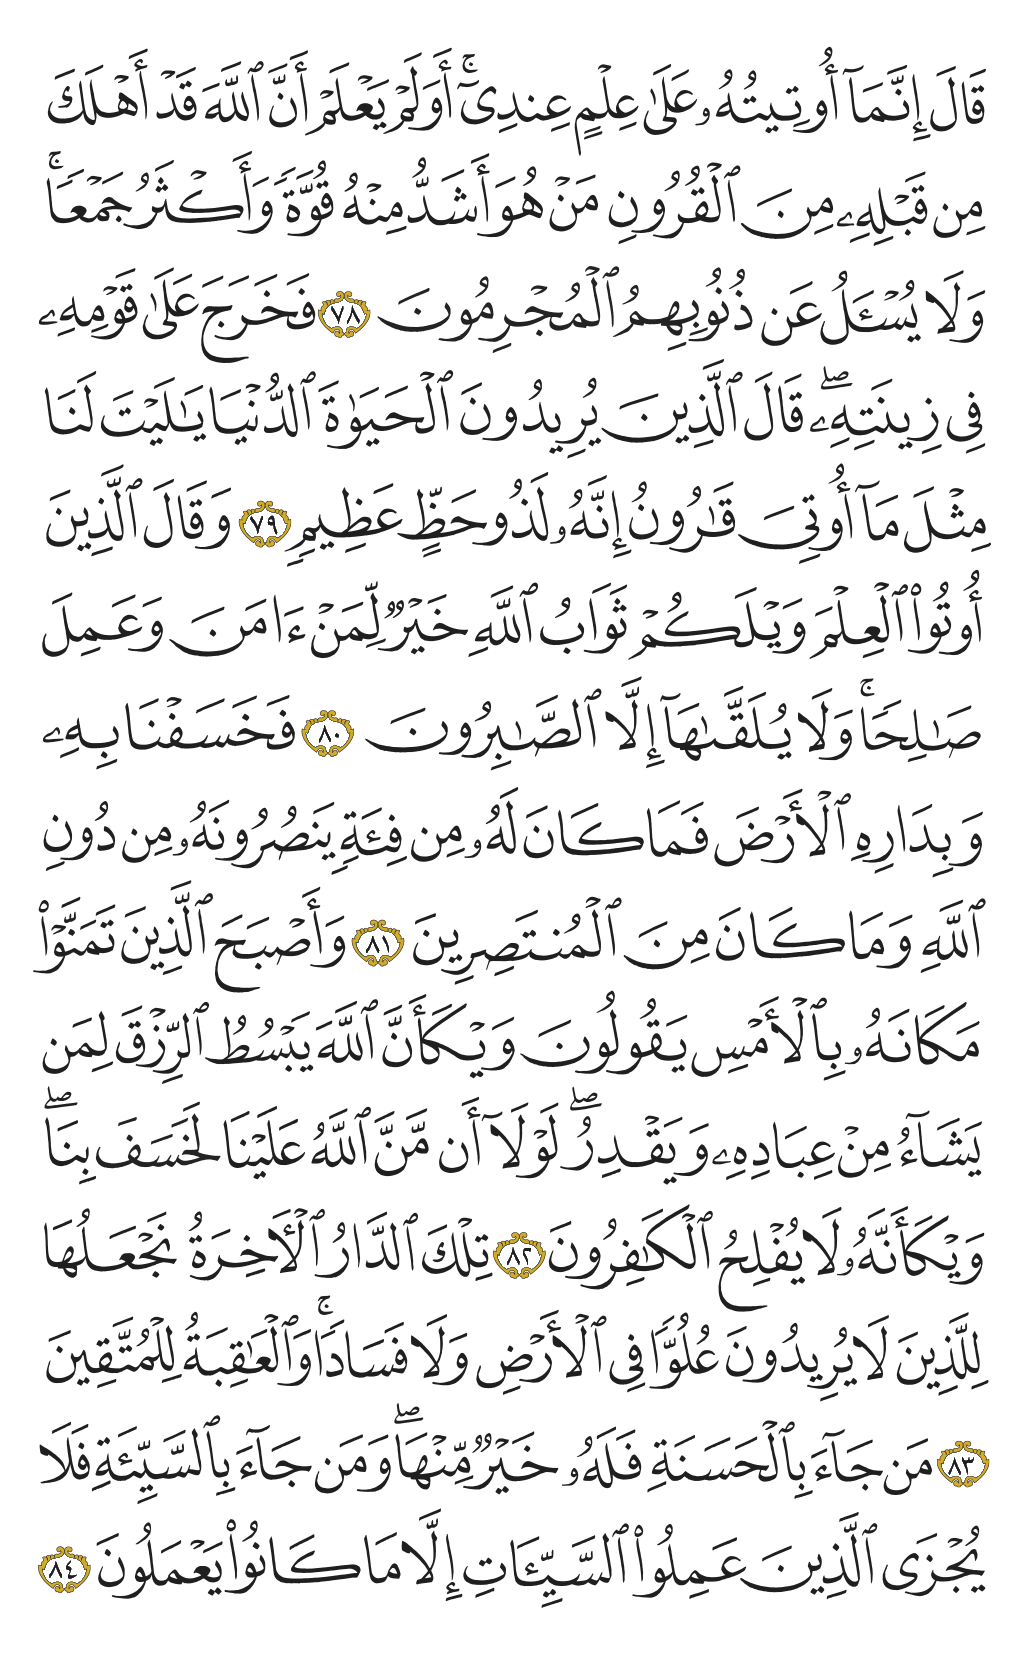 قَالَ إِنَّمَآ أُوتِيتُهُۥ عَلَىٰ عِلْمٍ عِندِىٓ ۚ أَوَلَمْ يَعْلَمْ أَنَّ ٱللَّهَ قَدْ أَهْلَكَ
مِن قَبْلِهِۦ مِنَ ٱلْقُرُونِ مَنْ هُوَ أَشَدُّ مِنْهُ قُوَّةً وَأَكْثَرُ جَمْعًا ۚ
وَلَا يُسْـَٔلُ عَن ذُنُوبِهِمُ ٱلْمُجْرِمُونَ ٧٨ فَخَرَجَ عَلَىٰ قَوْمِهِۦ
فِى زِينَتِهِۦ ۖ قَالَ ٱلَّذِينَ يُرِيدُونَ ٱلْحَيَوٰةَ ٱلدُّنْيَا يَـٰلَيْتَ لَنَا
مِثْلَ مَآ أُوتِىَ قَـٰرُونُ إِنَّهُۥ لَذُو حَظٍّ عَظِيمٍ ٧٩ وَقَالَ ٱلَّذِينَ
أُوتُوا۟ ٱلْعِلْمَ وَيْلَكُمْ ثَوَابُ ٱللَّهِ خَيْرٌ لِّمَنْ ءَامَنَ وَعَمِلَ
صَـٰلِحًا ۚ وَلَا يُلَقَّىٰهَآ إِلَّا ٱلصَّـٰبِرُونَ ٨٠ فَخَسَفْنَا بِهِۦ
وَبِدَارِهِ ٱلْأَرْضَ فَمَا كَانَ لَهُۥ مِن فِئَةٍ يَنصُرُونَهُۥ مِن دُونِ
ٱللَّهِ وَمَا كَانَ مِنَ ٱلْمُنتَصِرِينَ ٨١ وَأَصْبَحَ ٱلَّذِينَ تَمَنَّوْا۟
مَكَانَهُۥ بِٱلْأَمْسِ يَقُولُونَ وَيْكَأَنَّ ٱللَّهَ يَبْسُطُ ٱلرِّزْقَ لِمَن
يَشَآءُ مِنْ عِبَادِهِۦ وَيَقْدِرُ ۖ لَوْلَآ أَن مَّنَّ ٱللَّهُ عَلَيْنَا لَخَسَفَ بِنَا ۖ
وَيْكَأَنَّهُۥ لَا يُفْلِحُ ٱلْكَـٰفِرُونَ ٨٢ تِلْكَ ٱلدَّارُ ٱلْـَٔاخِرَةُ نَجْعَلُهَا
لِلَّذِينَ لَا يُرِيدُونَ عُلُوًّا فِى ٱلْأَرْضِ وَلَا فَسَادًا ۚ وَٱلْعَـٰقِبَةُ لِلْمُتَّقِينَ
٨٣ مَن جَآءَ بِٱلْحَسَنَةِ فَلَهُۥ خَيْرٌ مِّنْهَا ۖ وَمَن جَآءَ بِٱلسَّيِّئَةِ فَلَا
يُجْزَى ٱلَّذِينَ عَمِلُوا۟ ٱلسَّيِّـَٔاتِ إِلَّا مَا كَانُوا۟ يَعْمَلُونَ ٨٤